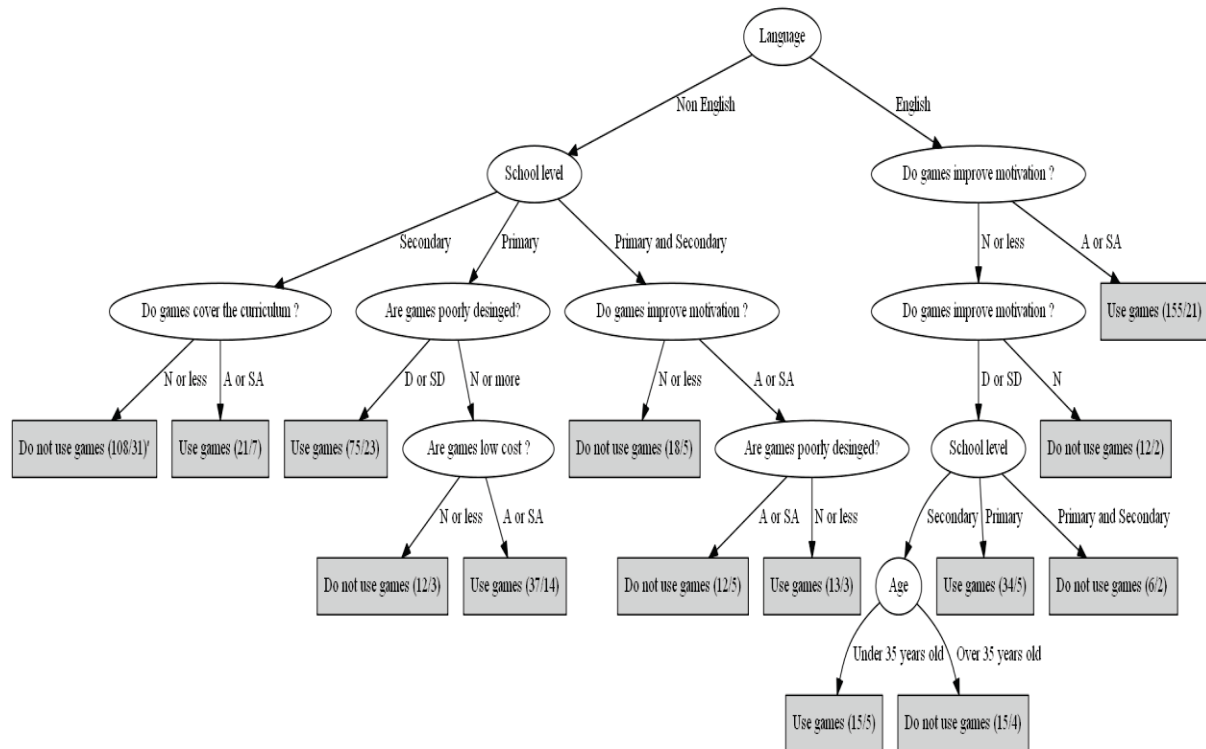 Language
Non English
English
School level
Do games improve motivation ?
Secondary
Primary
Primary and Secondary
N or less
A or SA
Do games cover the curriculum ?
Are games poorly desinged?
Do games improve motivation ?
Do games improve motivation ?
Use games (155/21)
N or less
A or SA
D or SD
N or more
N or less
A or SA
D or SD
N
Do not use games (108/31)
Use games (21/7)
Use games (75/23)
Are games low cost ?
Do not use games (18/5)
Are games poorly desinged?
School level
Do not use games (12/2)
N or less
A or SA
A or SA
N or less
Secondary
Primary
Primary and Secondary
Do not use games (12/3)
Use games (37/14)
Do not use games (12/5)
Use games (13/3)
Age
Use games (34/5)
Do not use games (6/2)
Under 35 years old
Over 35 years old
Use games (15/5)
Do not use games (15/4)